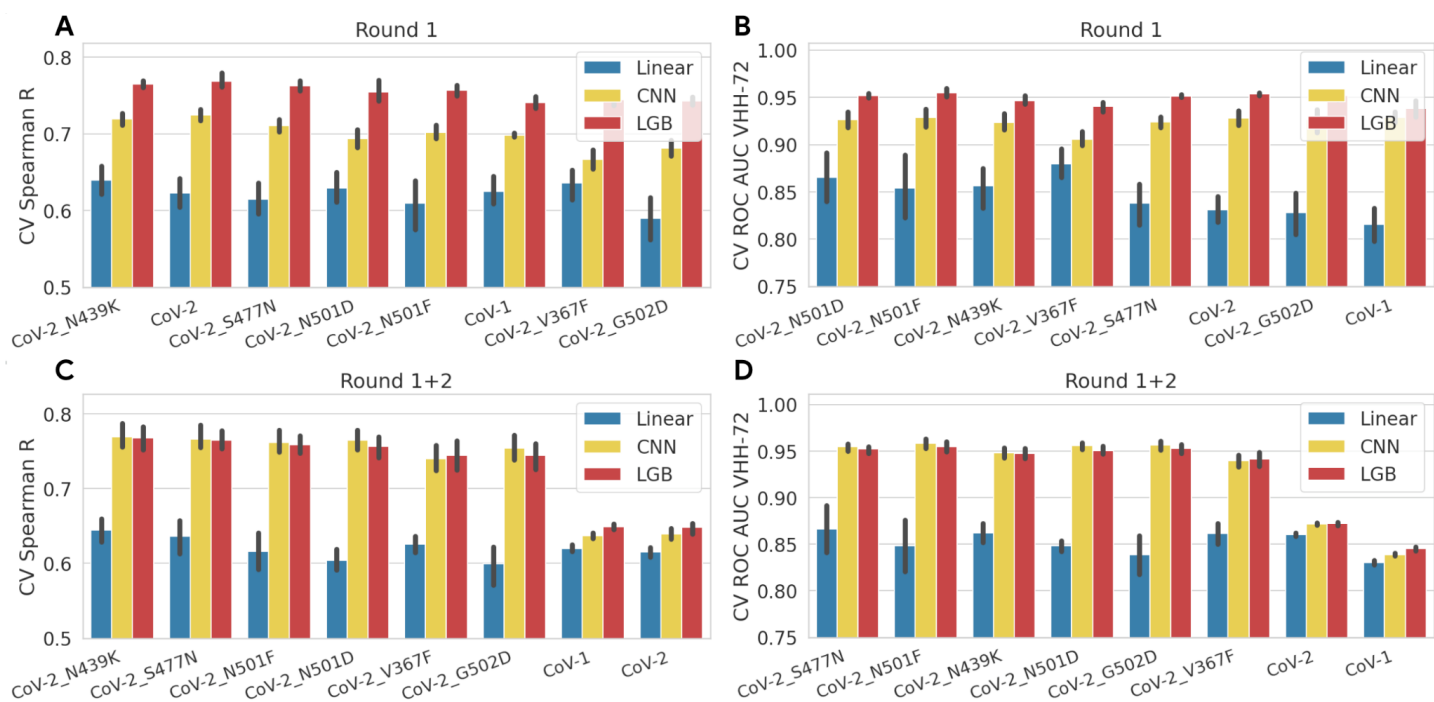 A
Round 1
CV Spearman R
0.8
0.7
0.6
0.5
Linear
CNN
LGB
CoV-2_N439K
CoV-2
CoV-2_S477N
CoV-2_N501D
CoV-2_N501F
CoV-1
CoV-2_V367F
CoV-2_G502D
B
Round 1
CV ROC AUC VHH-72
1.00
0.95
0.90
0.85
0.80
0.75
Linear
CNN
LGB
CoV-2_N501D
CoV-2_N501F
CoV-2_N439K
CoV-2_V367F
CoV-2_S477N
CoV-2
CoV-2_G502D
CoV-1
C
Round 1+2
CV Spearman R
0.8
0.7
0.6
0.5
Linear
CNN
LGB
CoV-2_N439K
CoV-2_S477N
CoV-2_N501F
CoV-2_N501D
CoV-2_V367F
CoV-2_G502D
CoV-1
CoV-2
D
Round 1+2
CV ROC AUC VHH-72
1.00
0.95
0.90
0.85
0.80
0.75
Linear
CNN
LGB
CoV-2_S477N
CoV-2_N501F
CoV-2_N439K
CoV-2_N501D
CoV-2_G502D
CoV-2_V367F
CoV-2
CoV-1